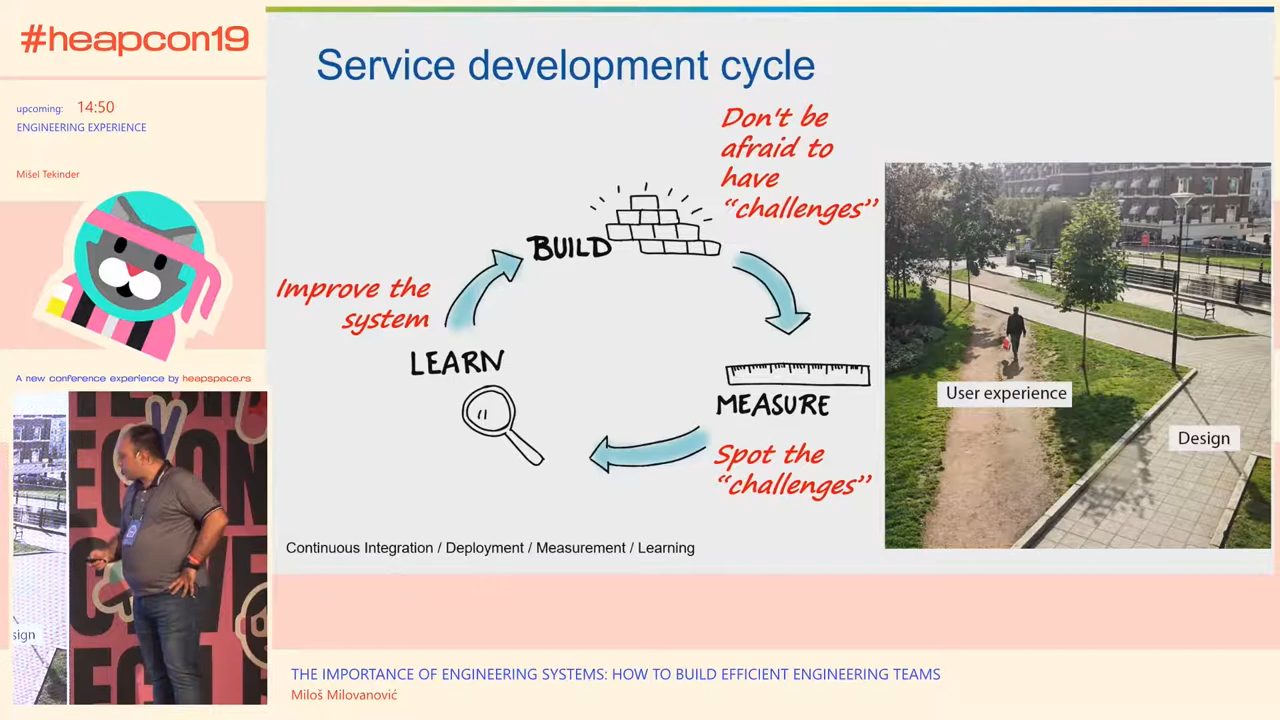 #heapcon19
upcoming: 14:50
ENGINEERING EXPERIENCE
Mišel Tekinder
A new conference experience by heapspace.rs
Service development cycle
Don't be
afraid to
have
“challenges”
BUILD
Improve the
system
LEARN
MEASURE
Spot the
“challenges”
User experience
Design
Continuous Integration / Deployment / Measurement / Learning
sign
THE IMPORTANCE OF ENGINEERING SYSTEMS: HOW TO BUILD EFFICIENT ENGINEERING TEAMS
Miloš Milovanović